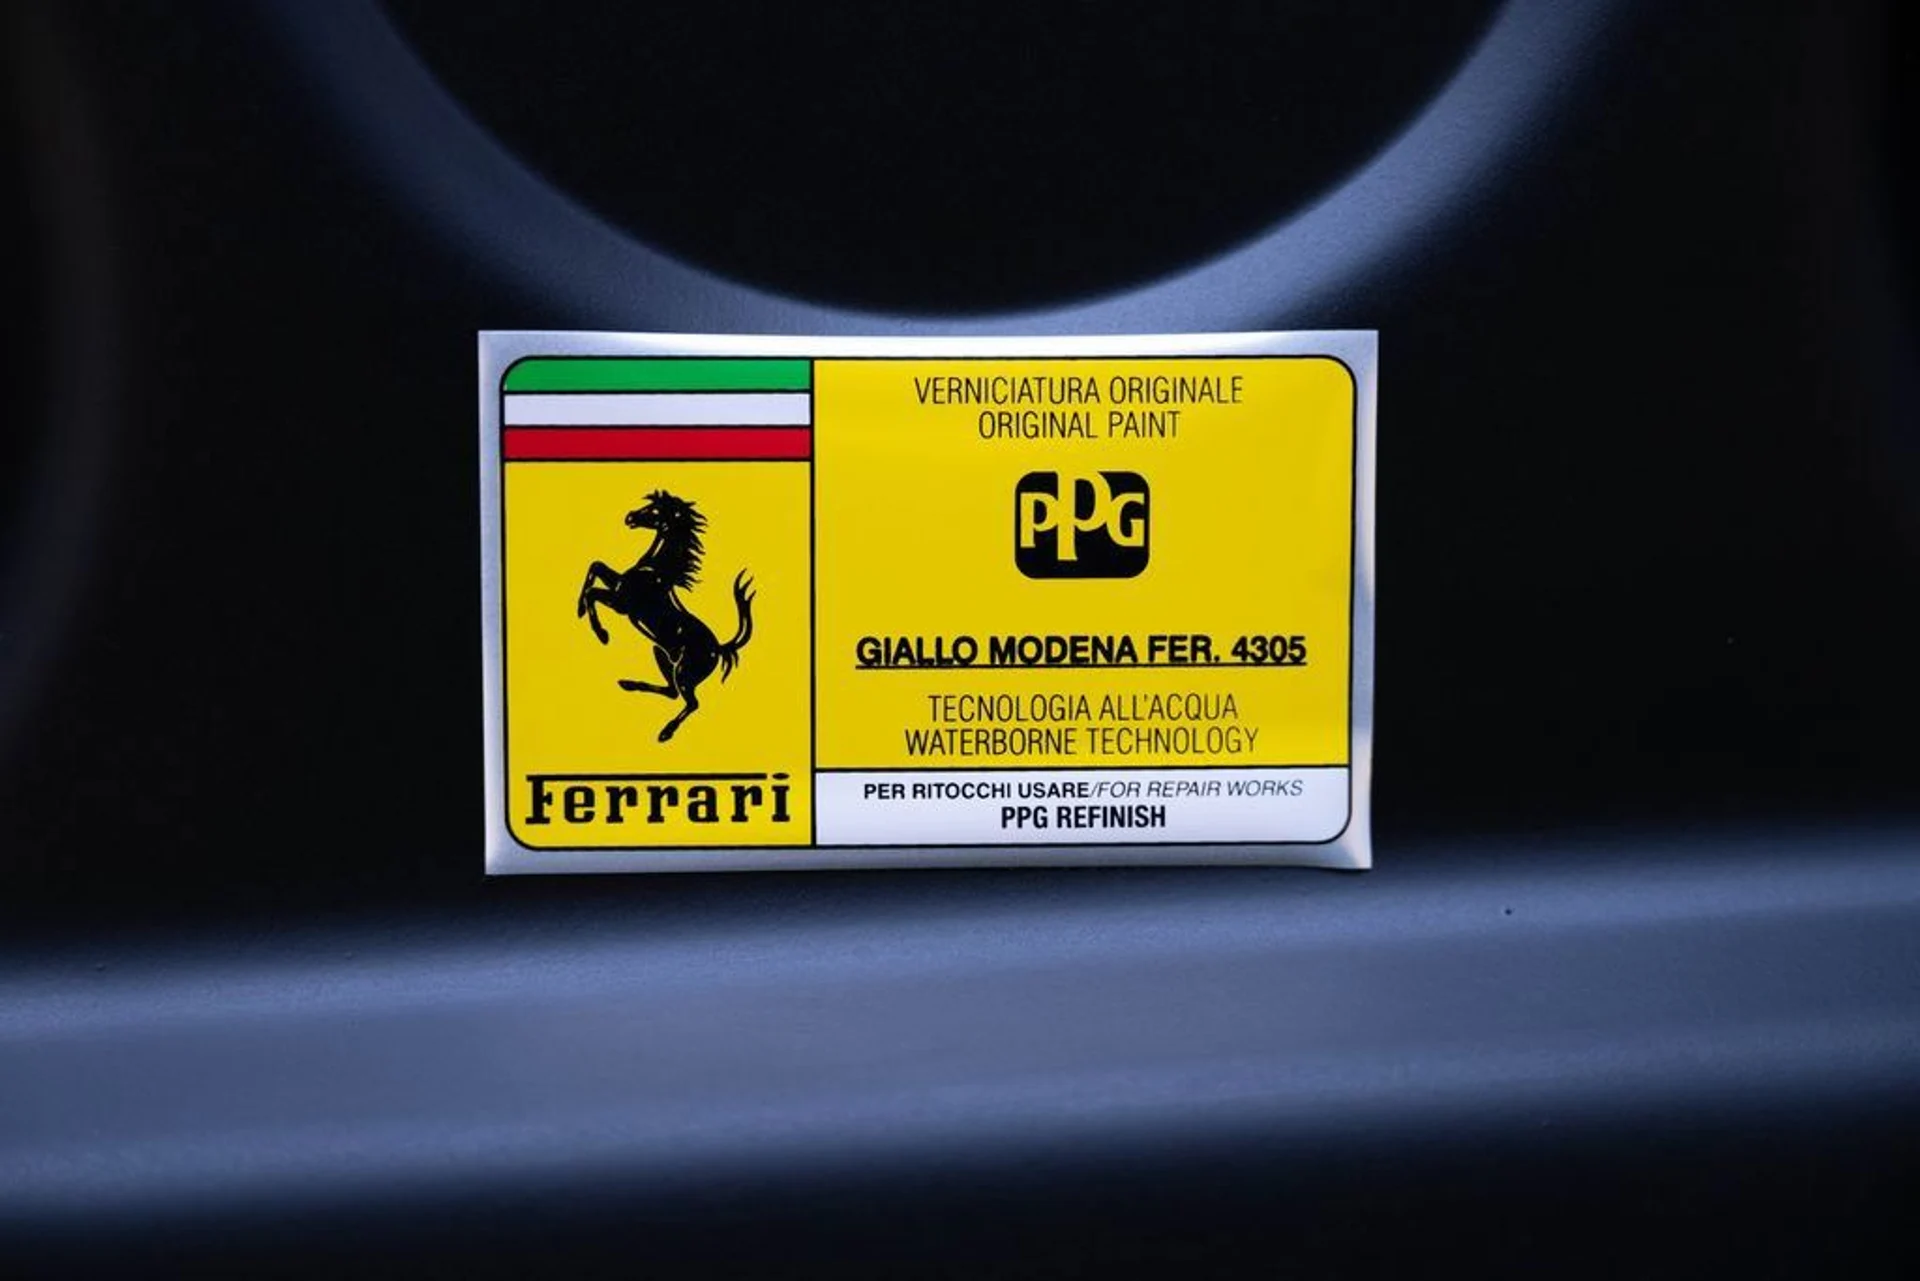 VERNICIATURA ORIGINALE
ORIGINAL PAINT
PPG
GIALLO MODENA FER. 4305
TECNOLOGIA ALL'ACQUA
WATERBORNE TECHNOLOGY
PER RITOCCHI USARE/FOR REPAIR WORKS
PPG REFINISH
Ferrari